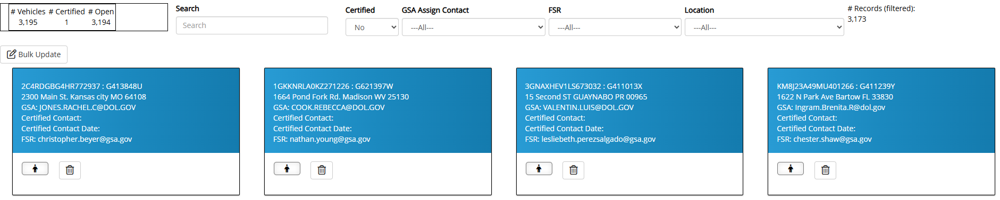 # Vehicles # Certified # Open
3,195 1 3,194
Search
Search
Certified
No
GSA Assign Contact
---All---
FSR
---All---
Location
---All---
# Records (filtered):
3,173
Bulk Update
2C4RDGBG4HR772937 : G413848U
2300 Main St. Kansas city MO 64108
GSA: JONES.RACHEL.C@DOL.GOV
Certified Contact:
Certified Contact Date:
FSR: christopher.beyer@gsa.gov
1GKKNRLA0KZ271226 : G621397W
1664 Pond Fork Rd. Madison WV 25130
GSA: COOK.REBECCA@DOL.GOV
Certified Contact:
Certified Contact Date:
FSR: nathan.young@gsa.gov
3GNAXHEV1LS673032 : G411013X
15 Second ST GUAYNABO PR 00965
GSA: VALENTIN.LUIS@DOL.GOV
Certified Contact:
Certified Contact Date:
FSR: lesliebeth.perezsalgado@gsa.gov
KM8J23A49MU401266 : G411239Y
1622 N Park Ave Bartow FL 33830
GSA: Ingram.Brenita.R@dol.gov
Certified Contact:
Certified Contact Date:
FSR: chester.shaw@gsa.gov